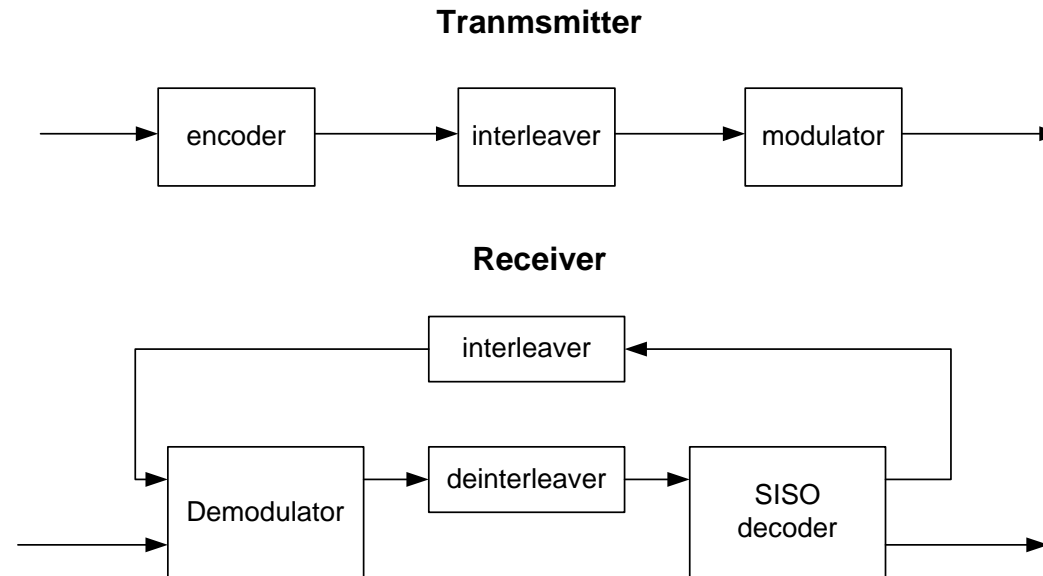 Tranmsmitter
encoder
interleaver
modulator
Receiver
interleaver
deinterleaver
Demodulator
SISO
decoder